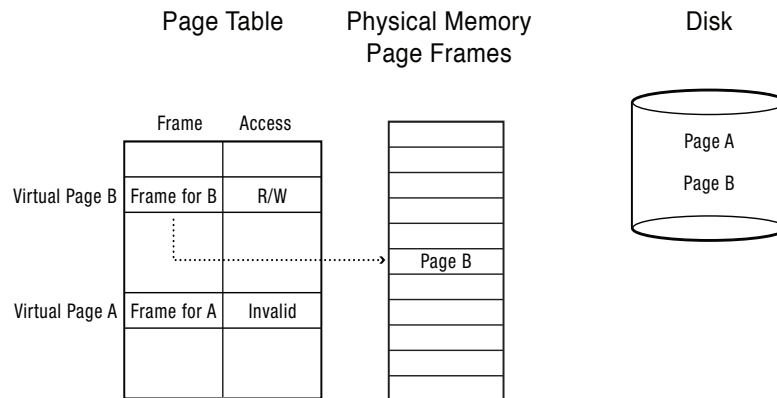 Page Table
Physical Memory
Page Frames
Disk
Frame
Access
Virtual Page B
Frame for B
R/W
Page B
Virtual Page A
Frame for A
Invalid
Page A
Page B